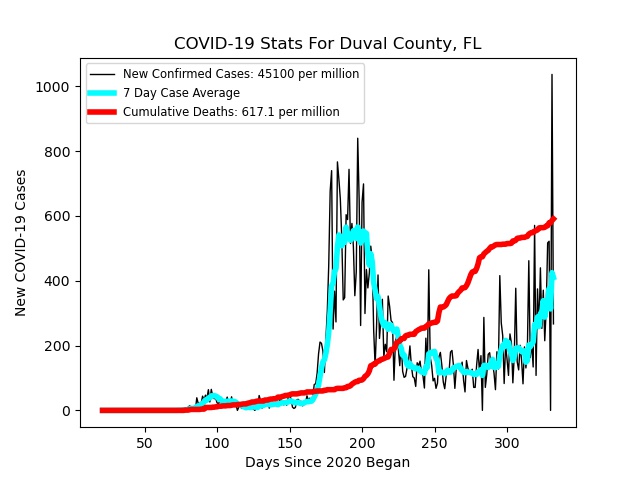 COVID-19 Stats For Duval County, FL
New Confirmed Cases: 45100 per million
7 Day Case Average
Cumulative Deaths: 617.1 per million
New COVID-19 Cases
1000
800
600
400
200
0
50 100 150 200 250 300
Days Since 2020 Began